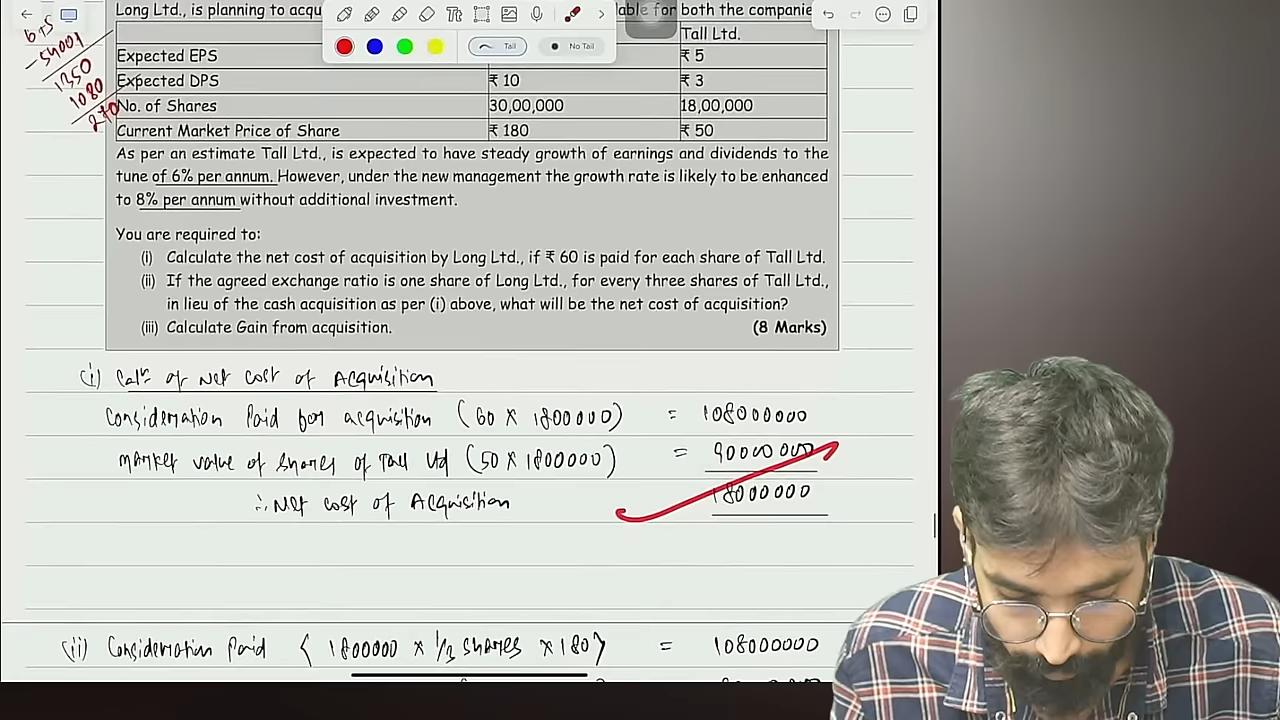 Long Ltd., is planning to acqu lable for both the companie
Tall Ltd.
Expected EPS ₹ 5
Expected DPS ₹ 10 ₹ 3
No. of Shares 30,00,000 18,00,000
Current Market Price of Share ₹ 180 ₹ 50
As per an estimate Tall Ltd., is expected to have steady growth of earnings and dividends to the
tune of 6% per annum. However, under the new management the growth rate is likely to be enhanced
to 8% per annum without additional investment.
You are required to:
(i) Calculate the net cost of acquisition by Long Ltd., if ₹ 60 is paid for each share of Tall Ltd.
(ii) If the agreed exchange ratio is one share of Long Ltd., for every three shares of Tall Ltd.,
in lieu of the cash acquisition as per (i) above, what will be the net cost of acquisition?
(iii) Calculate Gain from acquisition. (8 Marks)
Tail No Tail
1350
1080
270
(i) Calⁿ of Net cost of Acquisition
Consideration Paid for acquisition (60 X 1800000) = 108000000
market value of shares of Tall Ltd (50 X 1800000) = 90000000
∴ Net cost of Acquisition 18000000
(ii) Consideration Paid { 1800000 x 1/3 shares x 180} = 108000000